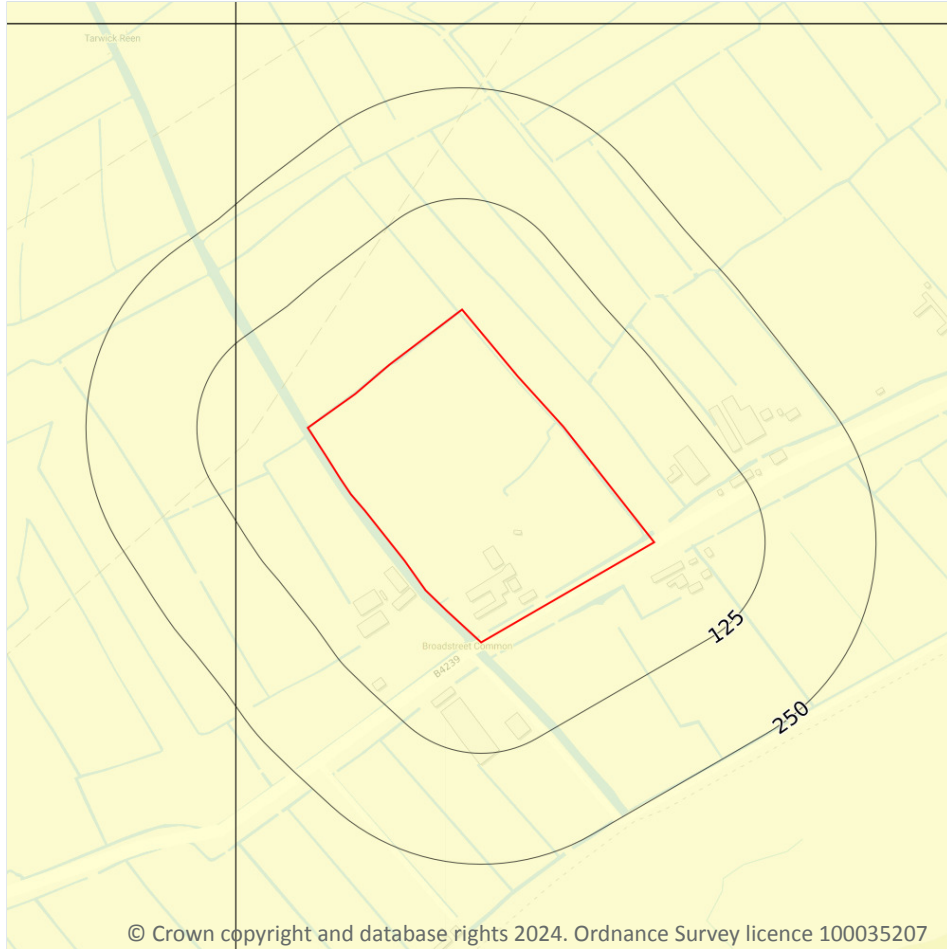 Tarwick Reen
125
Broadstreet Common
B4239
250
© Crown copyright and database rights 2024. Ordnance Survey licence 100035207